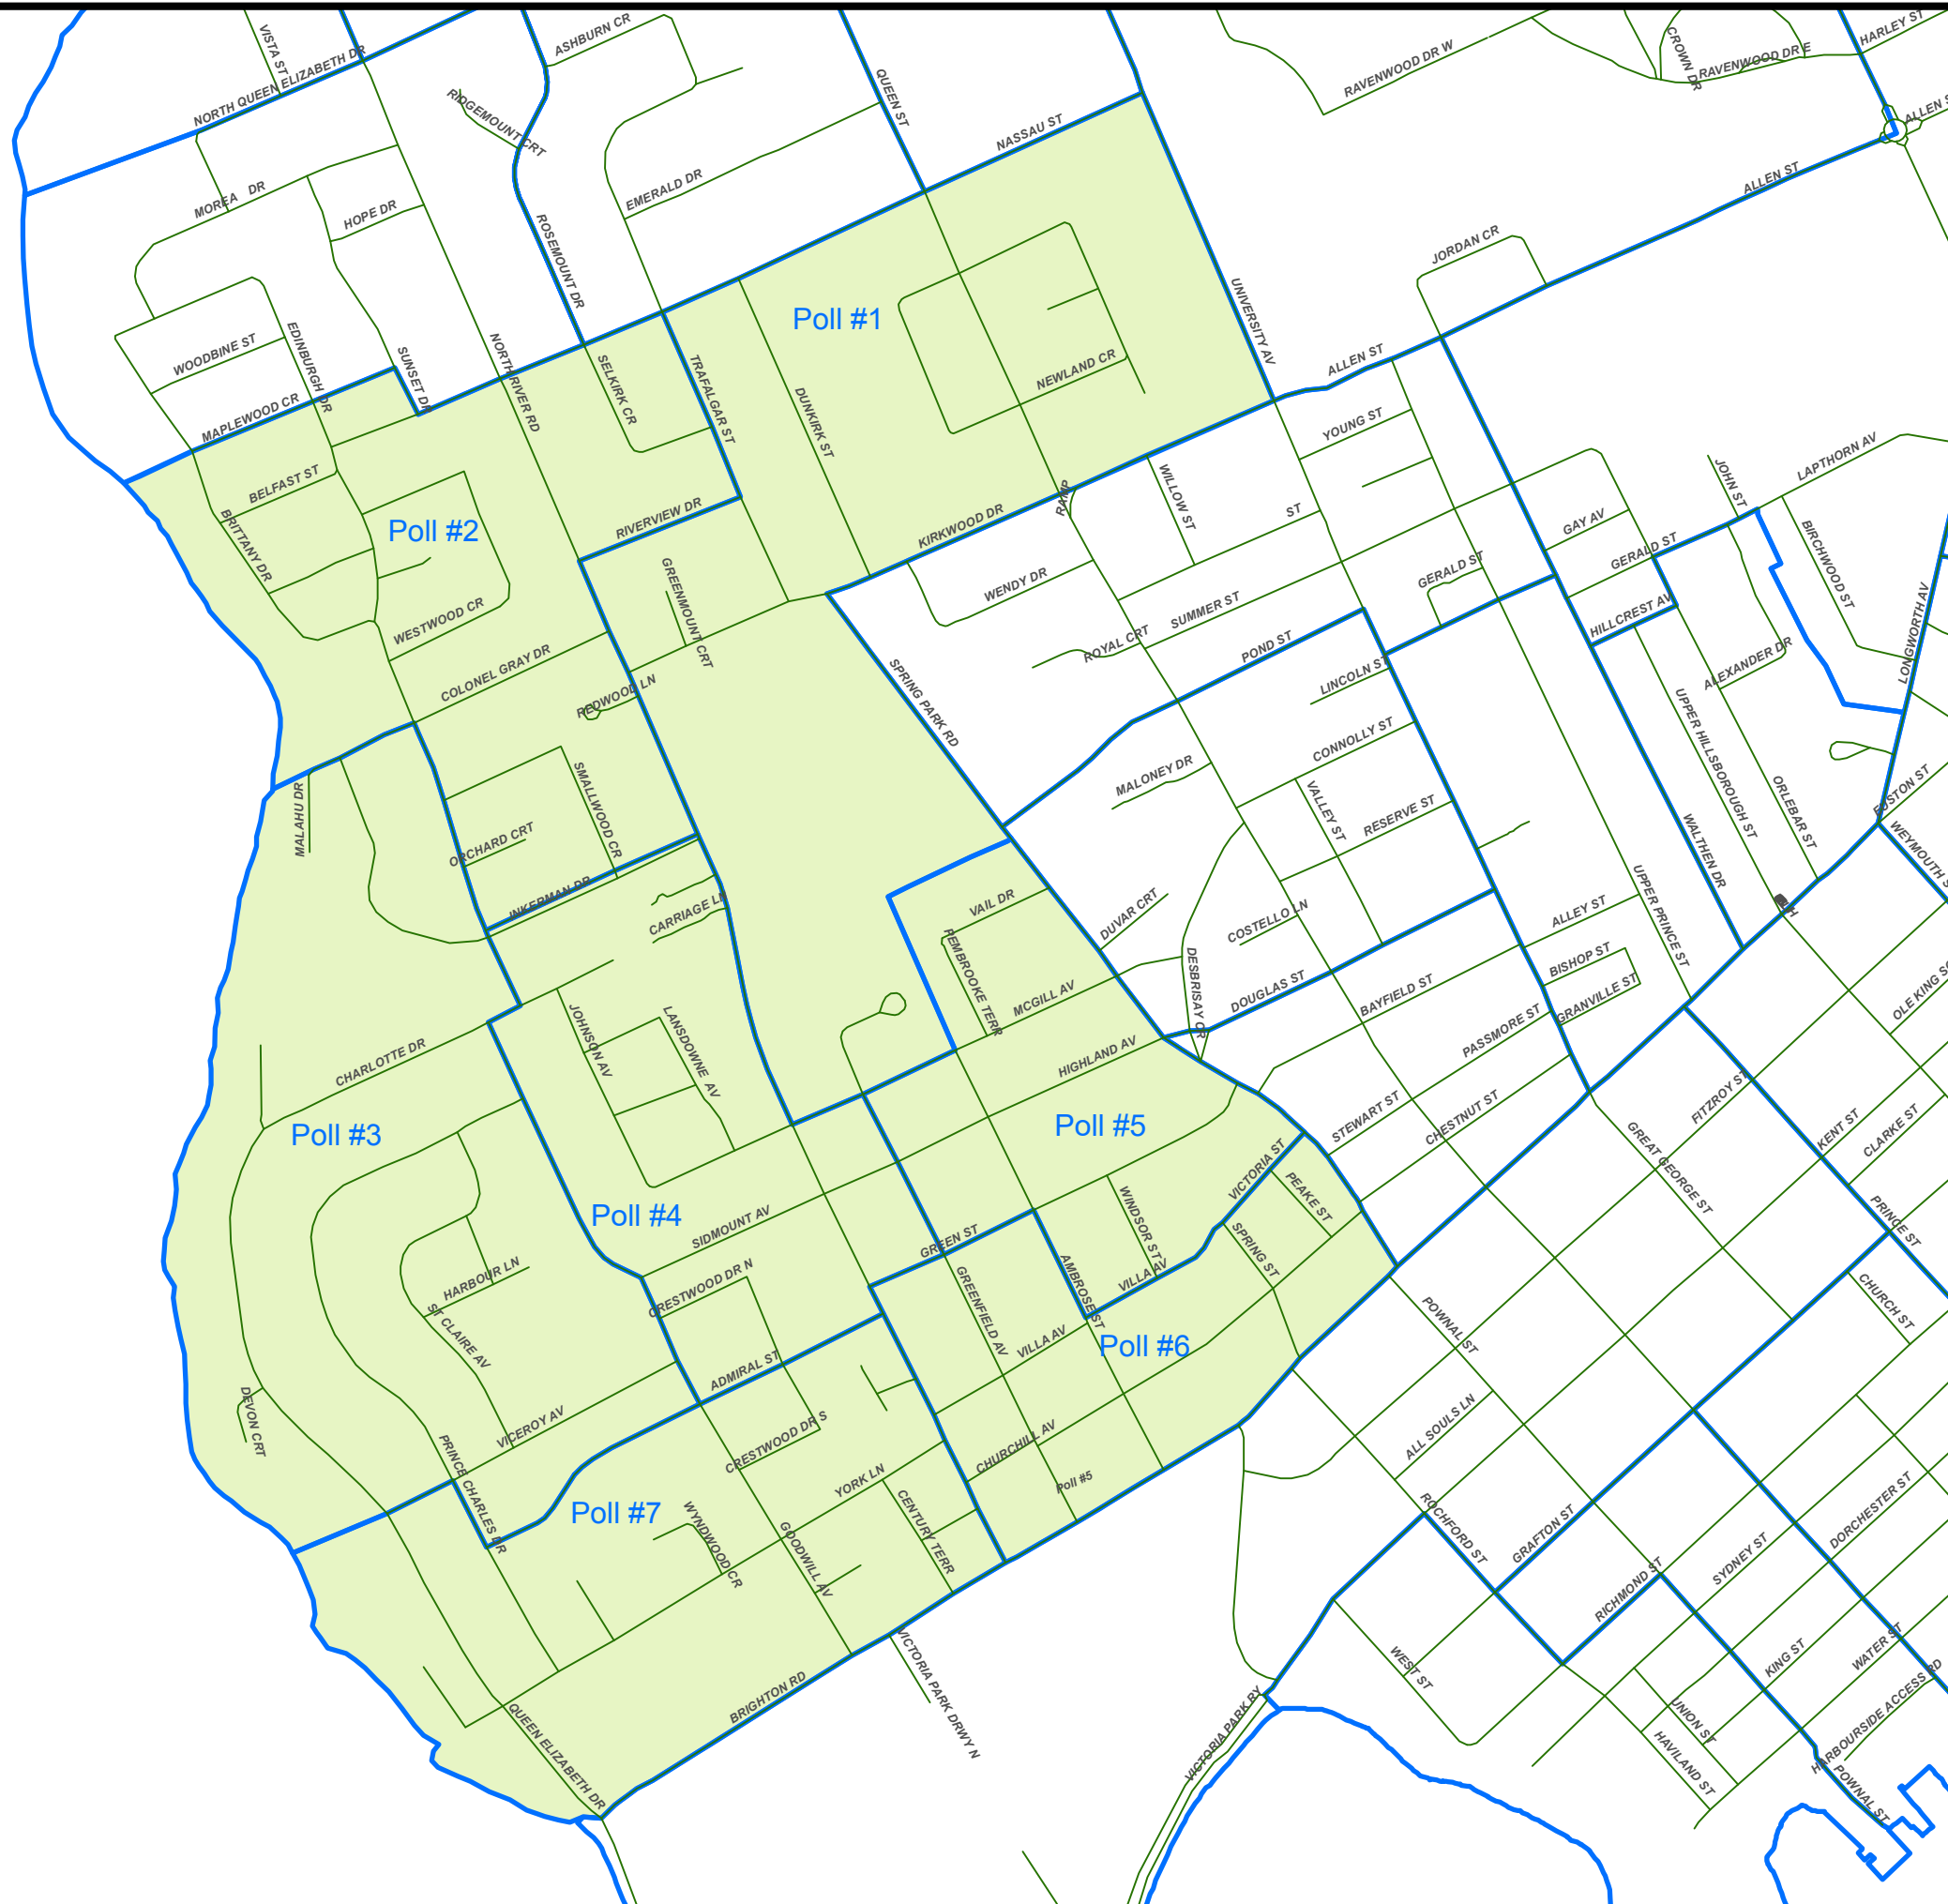 VISTA ST
ASHBURN CR
NORTH QUEEN ELIZABETH DR
RAVENWOOD DR W
CROWN DR
RAVENWOOD DR E
HARLEY ST
QUEEN ST
RIDGEMOUNT CRT
NASSAU ST
MOREA DR
HOPE DR
EMERALD DR
ALLEN ST
ROSEMOUNT DR
JORDAN CR
UNIVERSITY AV
Poll #1
WOODBINE ST
EDINBURGH DR
SUNSET DR
NORTH RIVER RD
SELKIRK CR
TRAFALGAR ST
DUNKIRK ST
NEWLAND CR
ALLEN ST
MAPLEWOOD CR
YOUNG ST
BELFAST ST
BRITTANY DR
Poll #2
RIVERVIEW DR
KIRKWOOD DR
RAMP
WILLOW ST
ST
JOHN ST
LAPTHORN AV
GAY AV
GERALD ST
GERALD ST
BIRCHWOOD ST
LONGWORTH AV
GREENMOUNT CRT
WENDY DR
SUMMER ST
HILLCREST AV
WESTWOOD CR
ROYAL CRT
POND ST
COLONEL GRAY DR
REDWOOD LN
SPRING PARK RD
LINCOLN ST
ALEXANDER DR
UPPER HILLSBOROUGH ST
ORLEBAR ST
CONNOLLY ST
MALONEY DR
VALLEY ST
RESERVE ST
MALAHU DR
SMALLWOOD CR
ORCHARD CRT
EUSTON ST
WALTHEN DR
INKERMAN DR
CARRIAGE LN
VAIL DR
PEMBROOKE TERR
DUVAR CRT
COSTELLO LN
ALLEY ST
UPPER PRINCE ST
MCGILL AV
DESBRISAY CR
DOUGLAS ST
BAYFIELD ST
BISHOP ST
GRANVILLE ST
PASSMORE ST
JOHNSON AV
LANSDOWNE AV
CHARLOTTE DR
HIGHLAND AV
Poll #3
Poll #5
STEWART ST
CHESTNUT ST
FITZROY ST
KENT ST
CLARKE ST
GREAT GEORGE ST
VICTORIA ST
PEAKE ST
Poll #4
SIDMOUNT AV
GREEN ST
WINDSOR ST
SPRING ST
PRINCE ST
HARBOUR LN
CRESTWOOD DR N
GREENFIELD AV
AMBROSE ST
VILLA AV
ST CLAIRE AV
VILLA AV
Poll #6
POWNAL ST
CHURCH ST
DEVON CRT
VICEROY AV
ADMIRAL ST
CRESTWOOD DR S
CHURCHILL AV
Poll #5
ALL SOULS LN
PRINCE CHARLES DR
Poll #7
YORK LN
WYNDWOOD CR
GOODWILL AV
CENTURY TERR
ROCHFORD ST
GRAFTON ST
DORCHESTER ST
SYDNEY ST
RICHMOND ST
BRIGHTON RD
VICTORIA PARK DRWY N
WEST ST
KING ST
WATER ST
QUEEN ELIZABETH DR
VICTORIA PARK RY
UNION ST
HAVILAND ST
HARBOURSIDE ACCESS RD
POWNAL ST